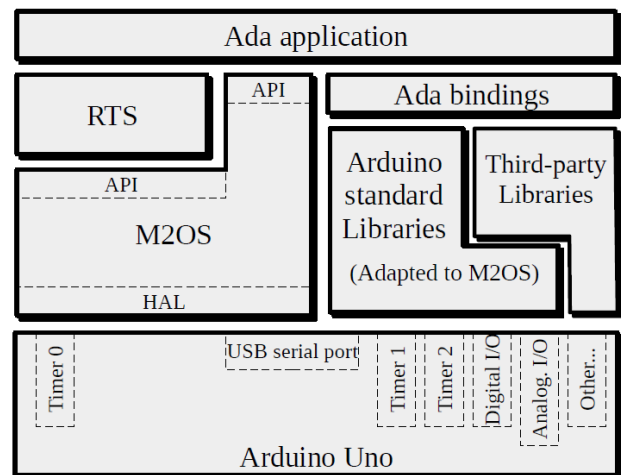 Ada application
RTS
API
Ada bindings
API
M2OS
HAL
Arduino
standard
Libraries
(Adapted to M2OS)
Third-party
Libraries
Timer 0
USB serial port
Timer 1
Timer 2
Digital I/O
Analog. I/O
Other...
Arduino Uno